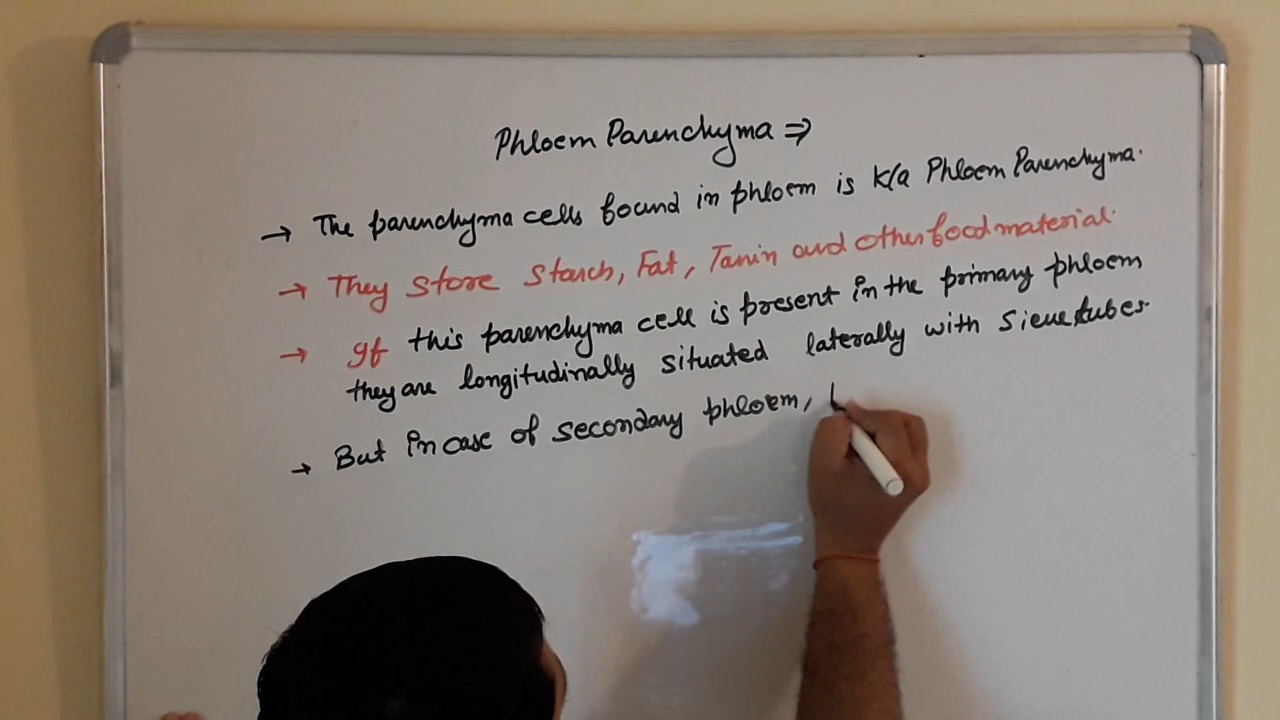 Phloem Parenchyma ⇒
→ The parenchyma cells found in phloem is k/a Phloem Parenchyma.
→ They store starch, Fat, Tanin and other food material.
→ If this parenchyma cell is present in the primary phloem
they are longitudinally situated laterally with Sieve tubes.
→ But in case of secondary phloem,